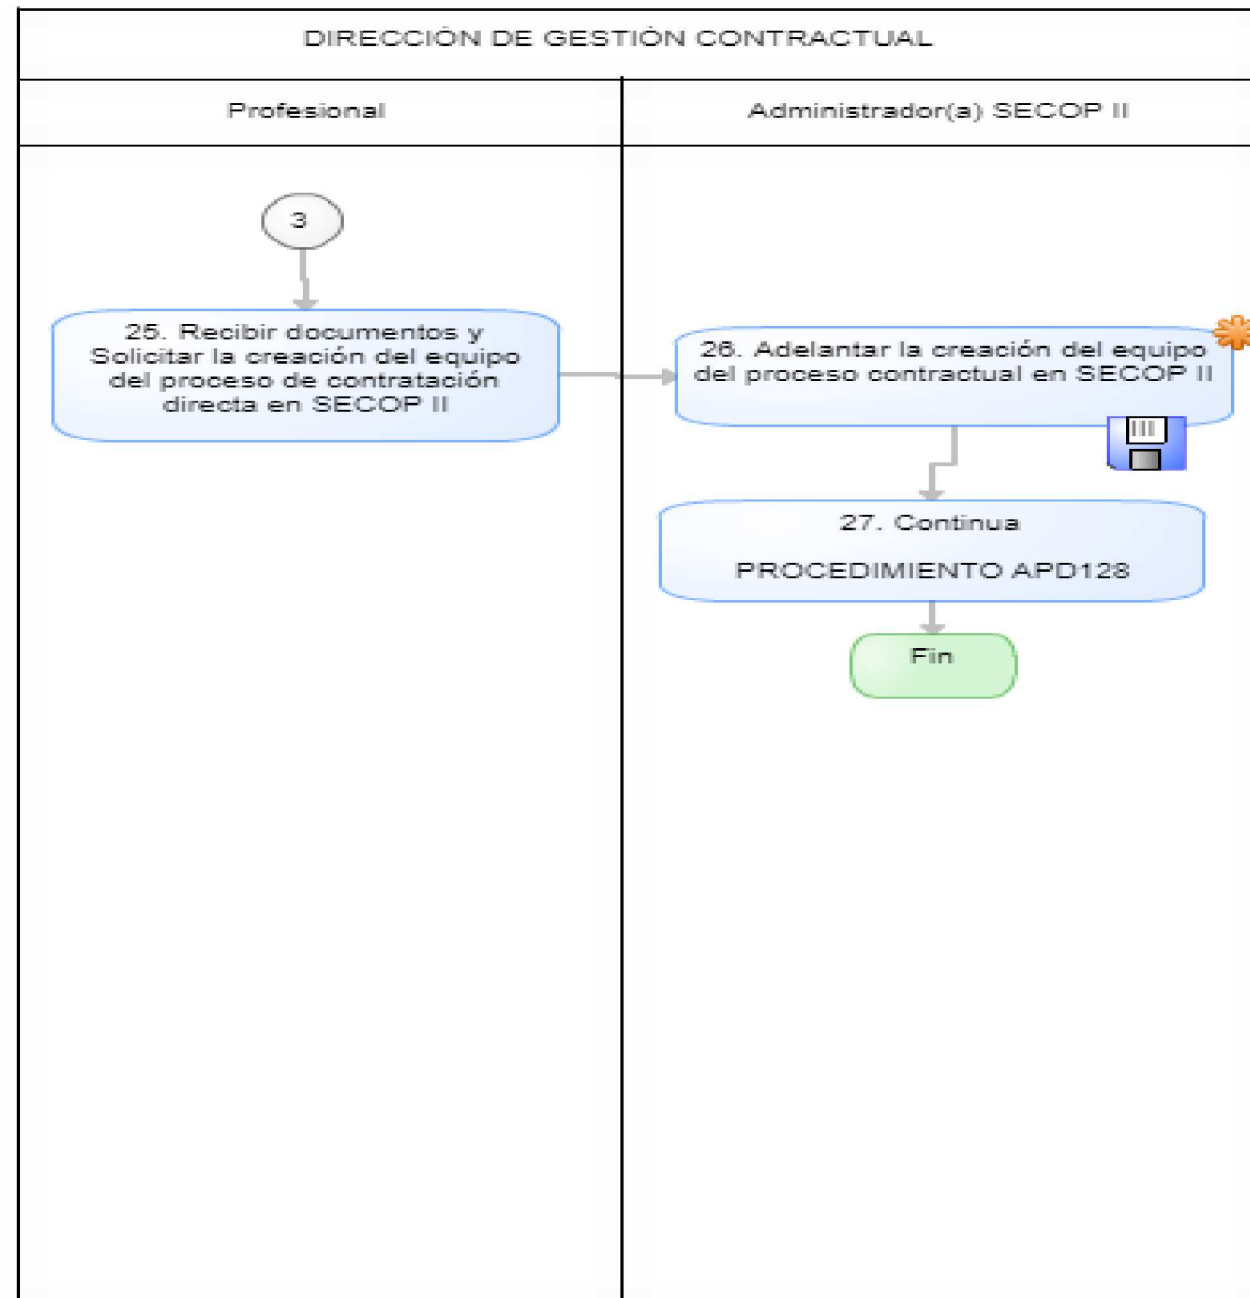 DIRECCIÓN DE GESTIÓN CONTRACTUAL
Profesional
Administrador(a) SECOP II
3
25. Recibir documentos y
Solicitar la creación del equipo
del proceso de contratación
directa en SECOP II
26. Adelantar la creación del equipo
del proceso contractual en SECOP II
27. Continua
PROCEDIMIENTO APD128
Fin